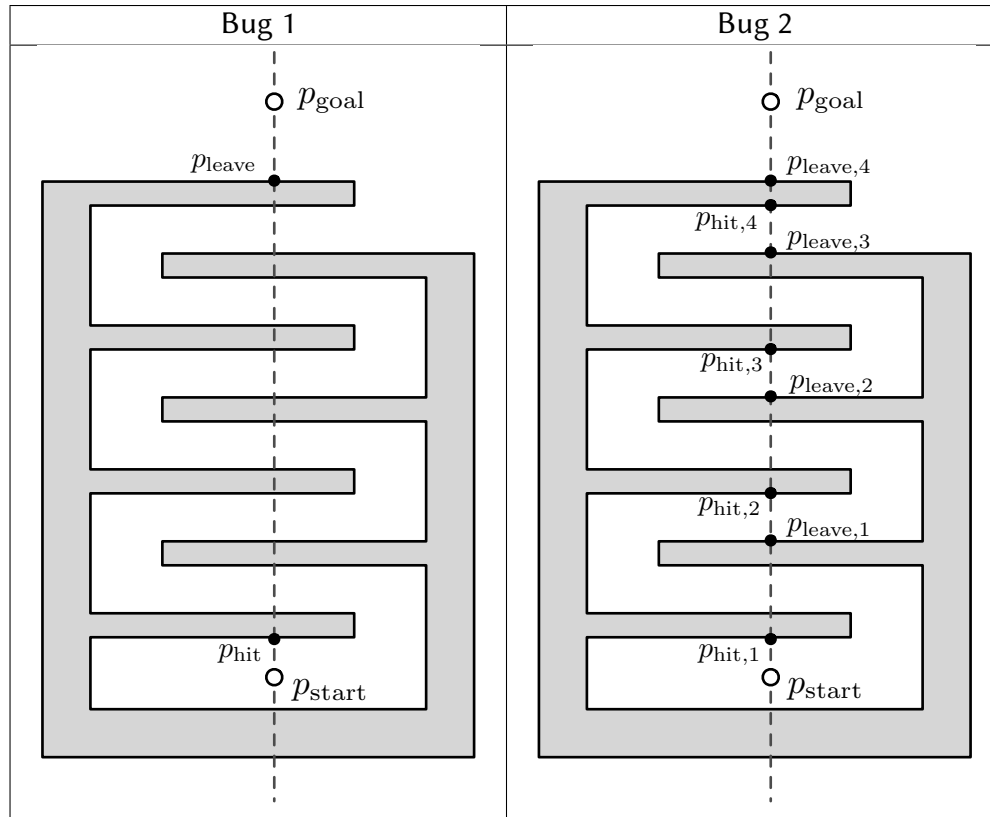 Bug 1
p_goal
p_leave
p_hit
p_start
Bug 2
p_goal
p_leave,4
p_hit,4
p_leave,3
p_hit,3
p_leave,2
p_hit,2
p_leave,1
p_hit,1
p_start